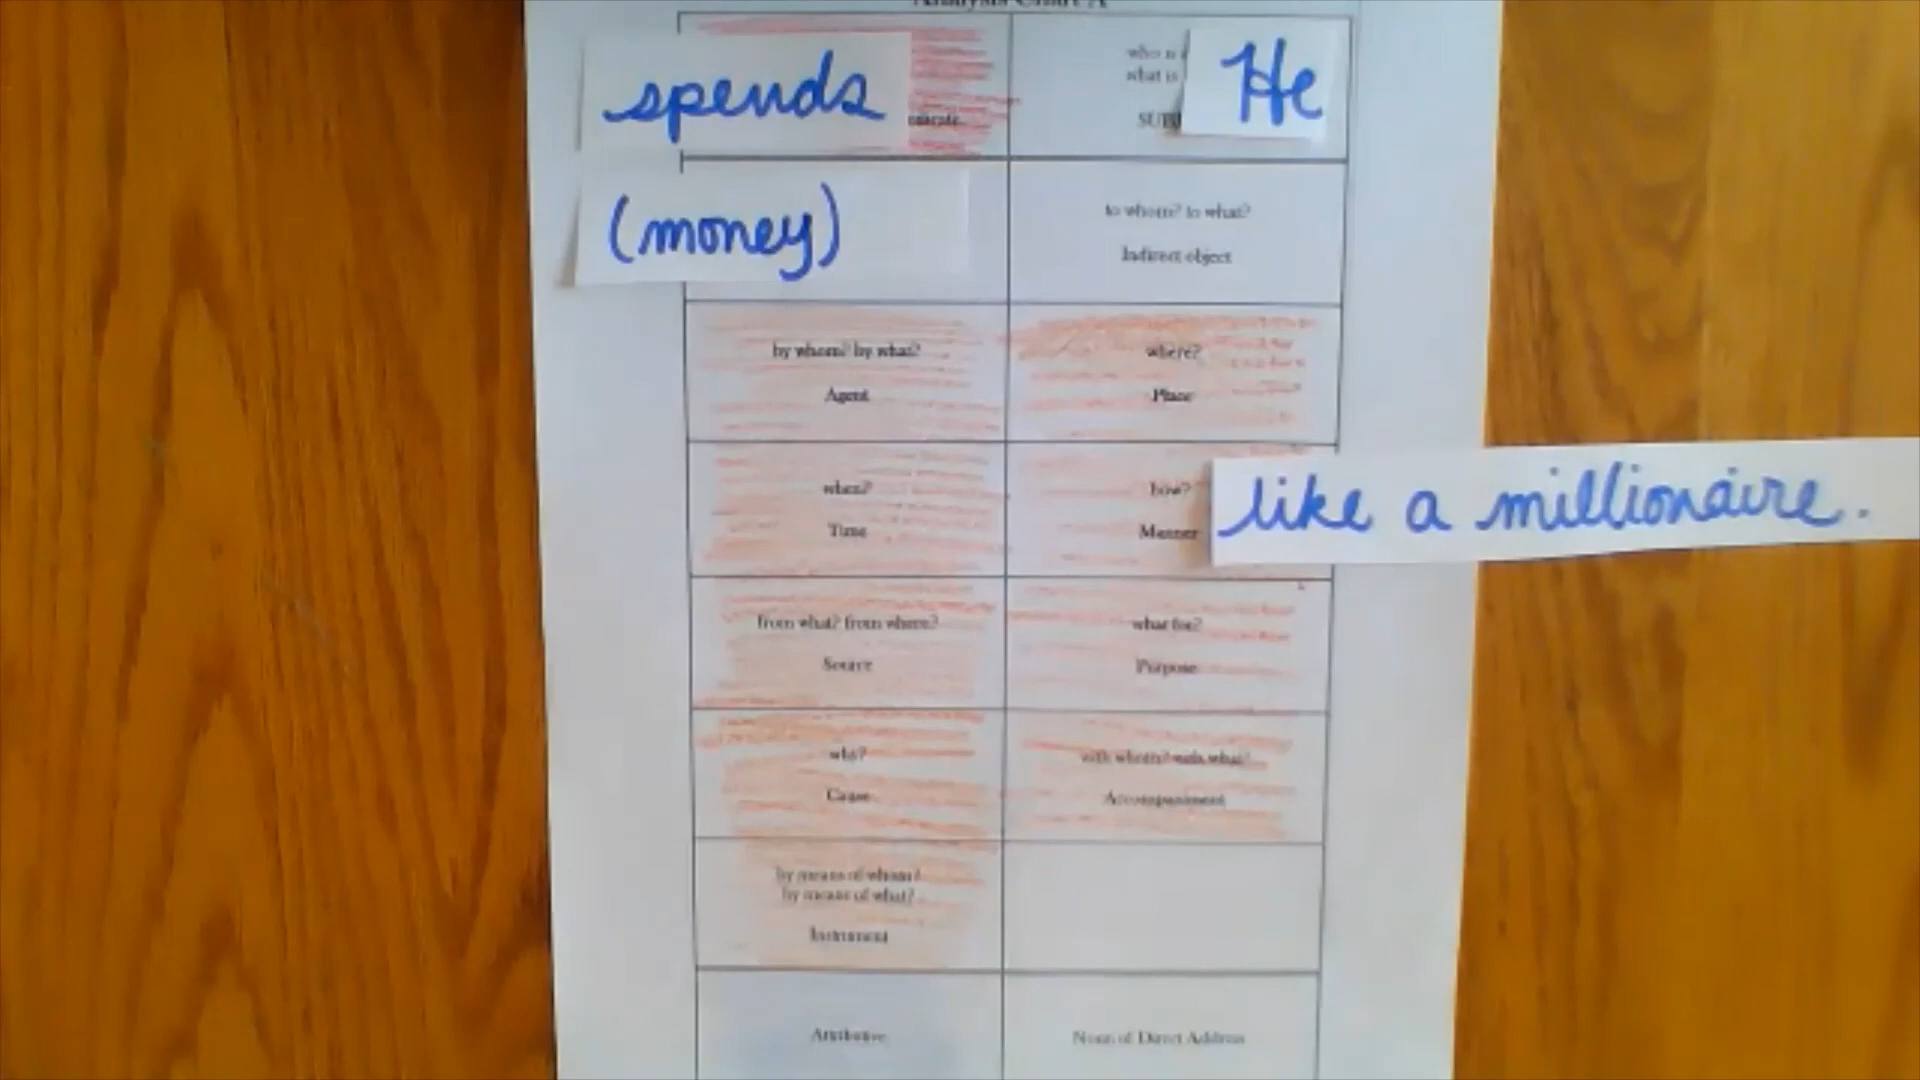 Analysis Chart A
spends
He
(money)
to whom? to what?
Indirect object
by whom? by what?
Agent
where?
Place
when?
Time
how?
Manner
like a millionaire.
from what? from where?
Source
what for?
Purpose
why?
Cause
with whom? with what?
Accompaniment
by means of whom?
by means of what?
Instrument
Attributive
Noun of Direct Address